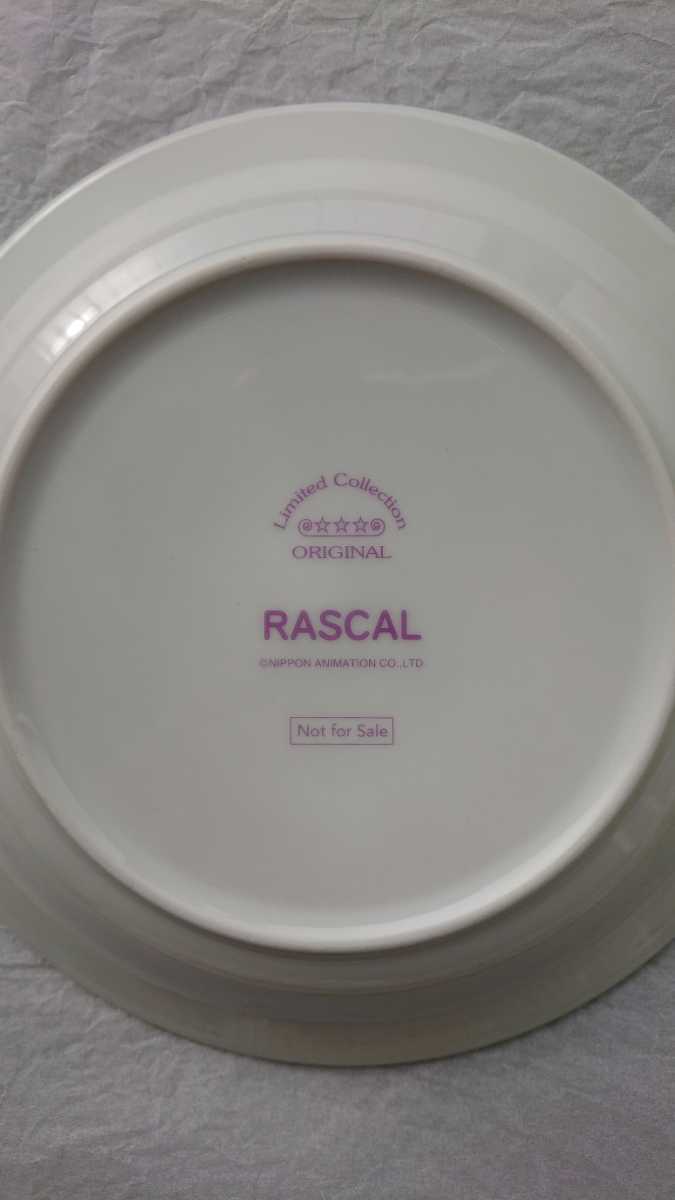 Limited Collection
☆☆☆
ORIGINAL
RASCAL
©NIPPON ANIMATION CO.,LTD
Not for Sale